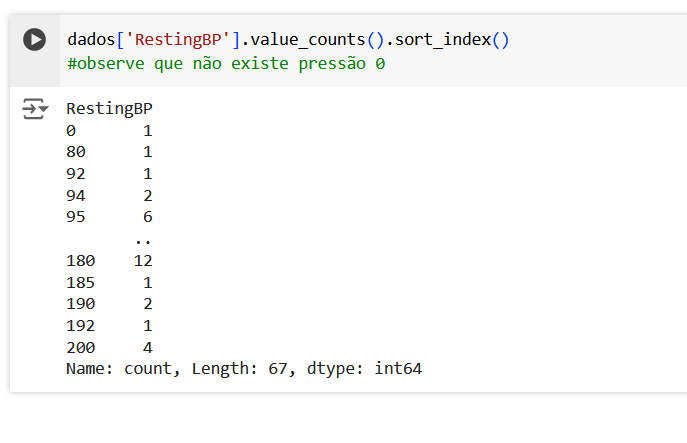 dados['RestingBP'].value_counts().sort_index()
#observe que não existe pressão 0
RestingBP
0 1
80 1
92 1
94 2
95 6
..
180 12
185 1
190 2
192 1
200 4
Name: count, Length: 67, dtype: int64